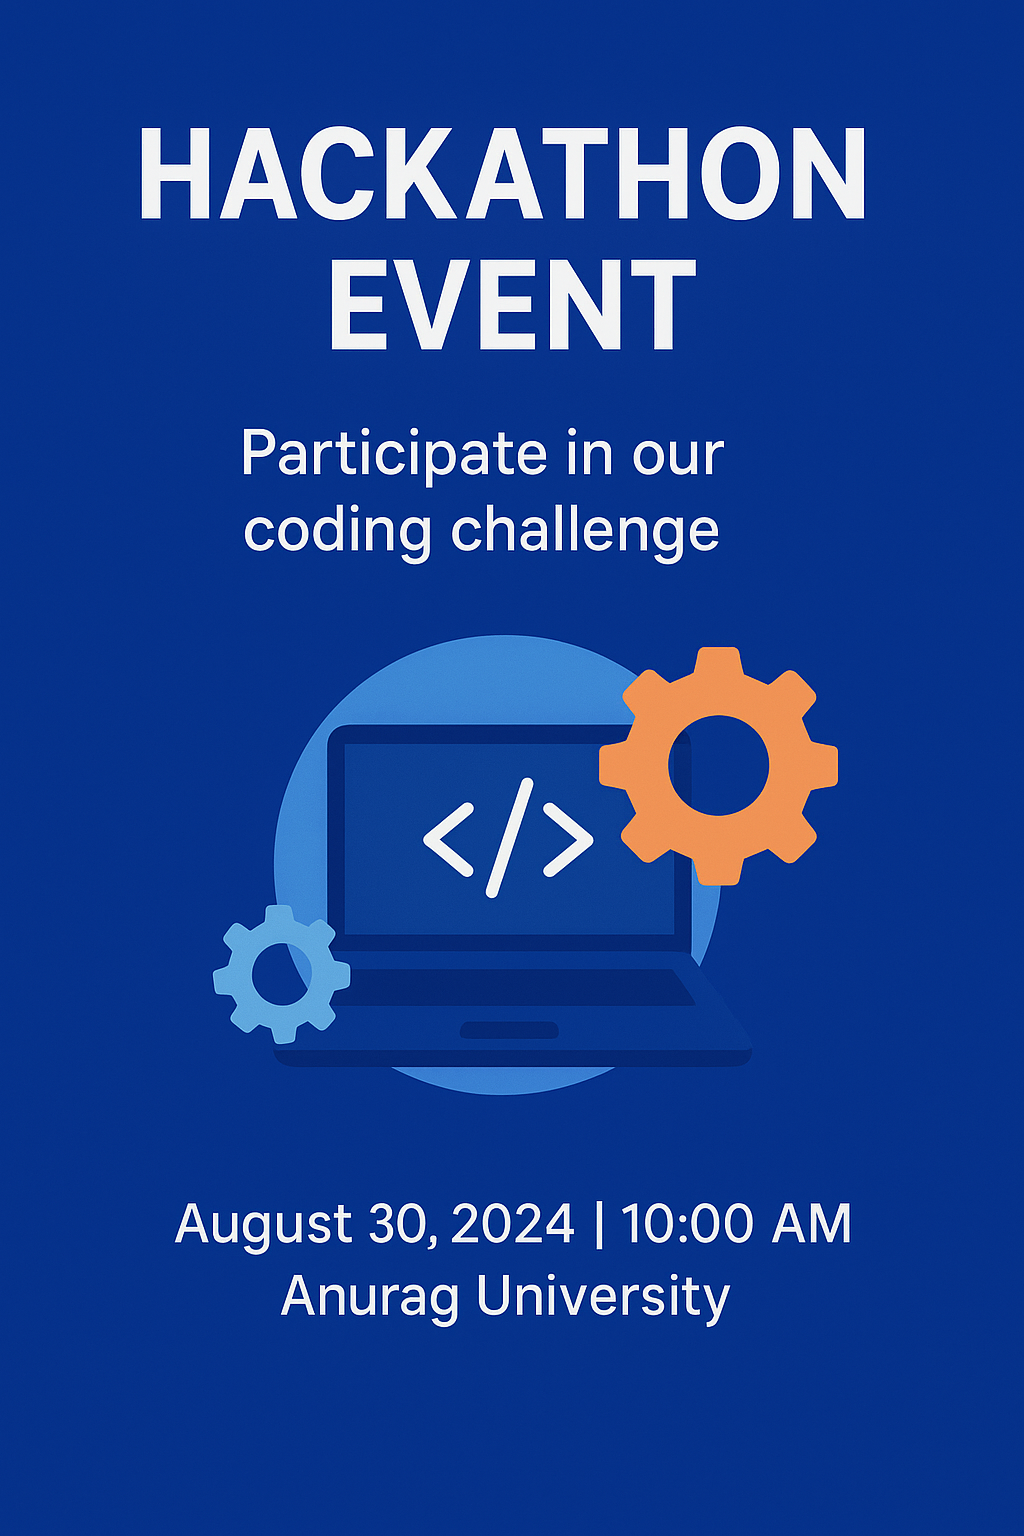 HACKATHON
EVENT
Participate in our
coding challenge
</>
August 30, 2024 | 10:00 AM
Anurag University